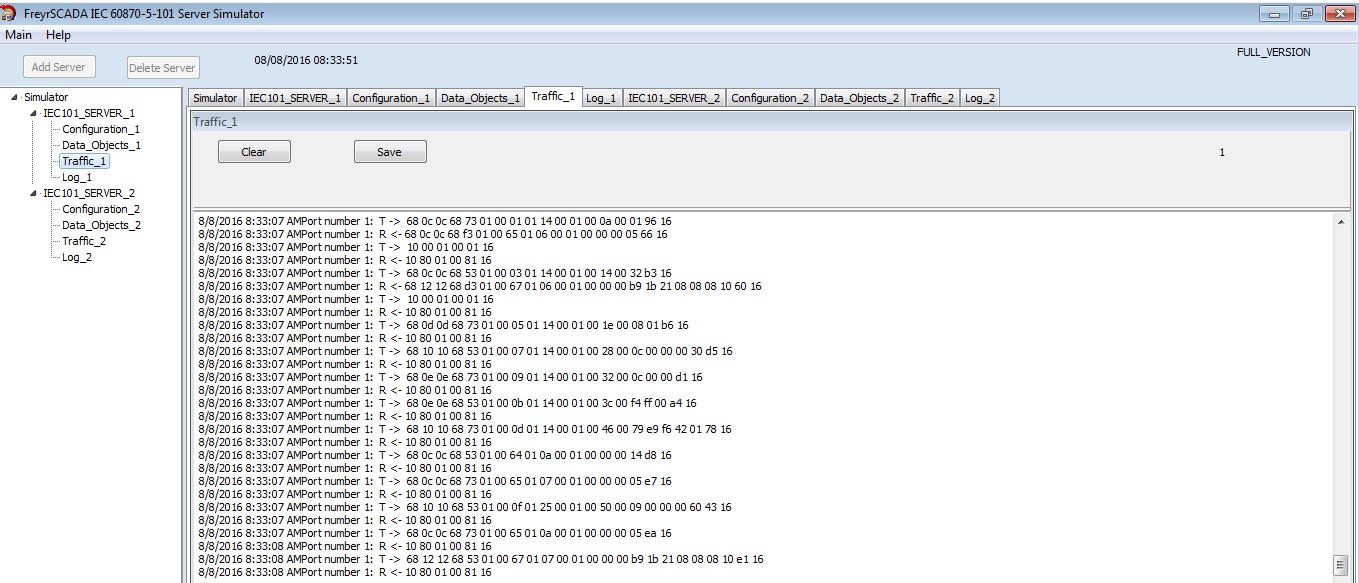 FreyrSCADA IEC 60870-5-101 Server Simulator
Main Help
Add Server Delete Server 08/08/2016 08:33:51 FULL_VERSION
Simulator
IEC101_SERVER_1
Configuration_1
Data_Objects_1
Traffic_1
Log_1
IEC101_SERVER_2
Configuration_2
Data_Objects_2
Traffic_2
Log_2
Simulator IEC101_SERVER_1 Configuration_1 Data_Objects_1 Traffic_1 Log_1 IEC101_SERVER_2 Configuration_2 Data_Objects_2 Traffic_2 Log_2
Traffic_1
Clear Save 1
8/8/2016 8:33:07 AMPort number 1: T -> 68 0c 0c 68 73 01 00 01 01 14 00 01 00 0a 00 01 96 16
8/8/2016 8:33:07 AMPort number 1: R <- 68 0c 0c 68 f3 01 00 65 01 06 00 01 00 00 00 05 66 16
8/8/2016 8:33:07 AMPort number 1: T -> 10 00 01 00 01 16
8/8/2016 8:33:07 AMPort number 1: R <- 10 80 01 00 81 16
8/8/2016 8:33:07 AMPort number 1: T -> 68 0c 0c 68 53 01 00 03 01 14 00 01 00 14 00 32 b3 16
8/8/2016 8:33:07 AMPort number 1: R <- 68 12 12 68 d3 01 00 67 01 06 00 01 00 00 00 b9 1b 21 08 08 08 10 60 16
8/8/2016 8:33:07 AMPort number 1: T -> 10 00 01 00 01 16
8/8/2016 8:33:07 AMPort number 1: R <- 10 80 01 00 81 16
8/8/2016 8:33:07 AMPort number 1: T -> 68 0d 0d 68 73 01 00 05 01 14 00 01 00 1e 00 08 01 b6 16
8/8/2016 8:33:07 AMPort number 1: R <- 10 80 01 00 81 16
8/8/2016 8:33:07 AMPort number 1: T -> 68 10 10 68 53 01 00 07 01 14 00 01 00 28 00 0c 00 00 00 30 d5 16
8/8/2016 8:33:07 AMPort number 1: R <- 10 80 01 00 81 16
8/8/2016 8:33:07 AMPort number 1: T -> 68 0e 0e 68 73 01 00 09 01 14 00 01 00 32 00 0c 00 00 d1 16
8/8/2016 8:33:07 AMPort number 1: R <- 10 80 01 00 81 16
8/8/2016 8:33:07 AMPort number 1: T -> 68 0e 0e 68 53 01 00 0b 01 14 00 01 00 3c 00 f4 ff 00 a4 16
8/8/2016 8:33:07 AMPort number 1: R <- 10 80 01 00 81 16
8/8/2016 8:33:07 AMPort number 1: T -> 68 10 10 68 73 01 00 0d 01 14 00 01 00 46 00 79 e9 f6 42 01 78 16
8/8/2016 8:33:07 AMPort number 1: R <- 10 80 01 00 81 16
8/8/2016 8:33:07 AMPort number 1: T -> 68 0c 0c 68 53 01 00 64 01 0a 00 01 00 00 00 14 d8 16
8/8/2016 8:33:07 AMPort number 1: R <- 10 80 01 00 81 16
8/8/2016 8:33:07 AMPort number 1: T -> 68 0c 0c 68 73 01 00 65 01 07 00 01 00 00 00 05 e7 16
8/8/2016 8:33:07 AMPort number 1: R <- 10 80 01 00 81 16
8/8/2016 8:33:07 AMPort number 1: T -> 68 10 10 68 53 01 00 0f 01 25 00 01 00 50 00 09 00 00 00 60 43 16
8/8/2016 8:33:07 AMPort number 1: R <- 10 80 01 00 81 16
8/8/2016 8:33:07 AMPort number 1: T -> 68 0c 0c 68 73 01 00 65 01 0a 00 01 00 00 00 05 ea 16
8/8/2016 8:33:08 AMPort number 1: R <- 10 80 01 00 81 16
8/8/2016 8:33:08 AMPort number 1: T -> 68 12 12 68 53 01 00 67 01 07 00 01 00 00 00 b9 1b 21 08 08 08 10 e1 16
8/8/2016 8:33:08 AMPort number 1: R <- 10 80 01 00 81 16